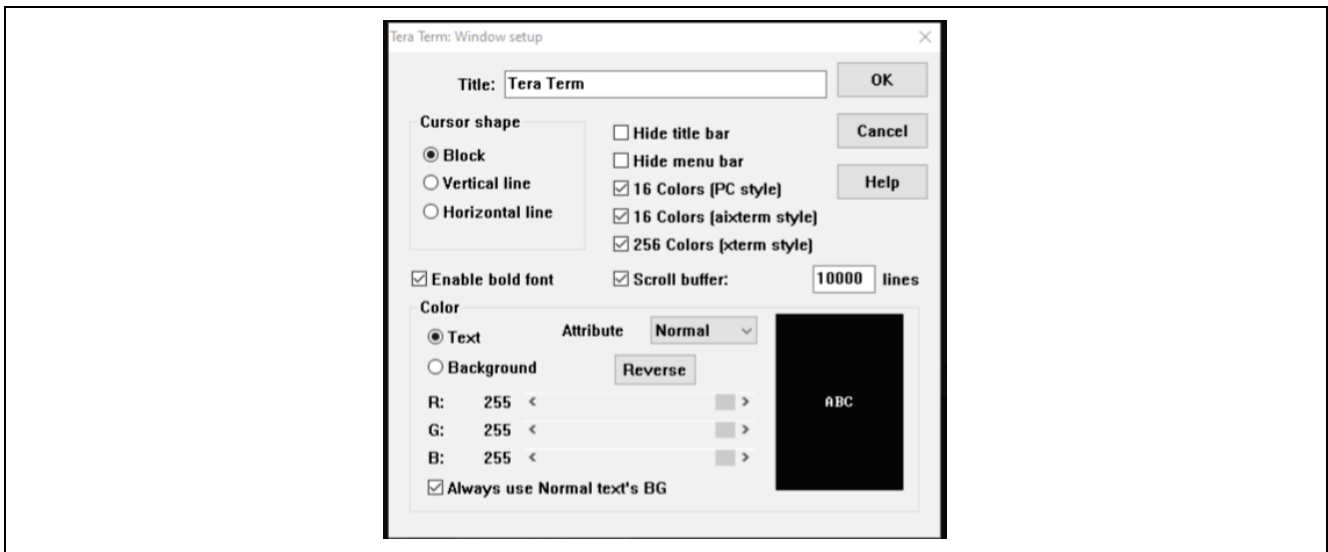 Tera Term: Window setup
Title: Tera Term
OK
Cursor shape
Hide title bar
Cancel
Block
Hide menu bar
Vertical line
16 Colors (PC style)
Help
Horizontal line
16 Colors (aixterm style)
256 Colors (xterm style)
Enable bold font
Scroll buffer: 10000 lines
Color
Text
Attribute Normal
Background
Reverse
R: 255 < >
ABC
G: 255 < >
B: 255 < >
Always use Normal text's BG